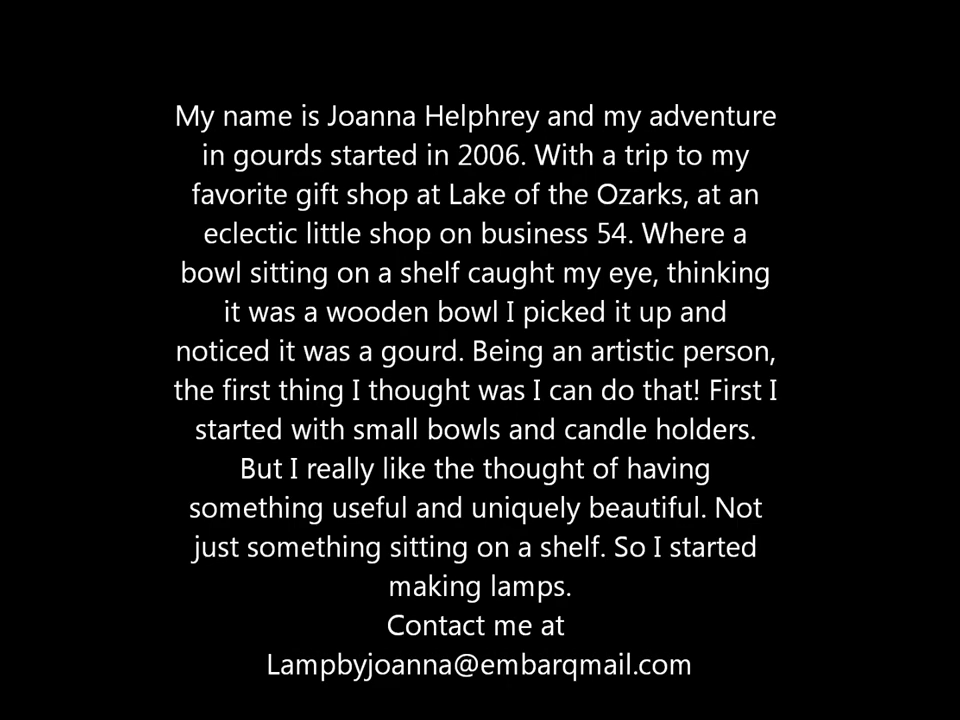 My name is Joanna Helphrey and my adventure
in gourds started in 2006. With a trip to my
favorite gift shop at Lake of the Ozarks, at an
eclectic little shop on business 54. Where a
bowl sitting on a shelf caught my eye, thinking
it was a wooden bowl I picked it up and
noticed it was a gourd. Being an artistic person,
the first thing I thought was I can do that! First I
started with small bowls and candle holders.
But I really like the thought of having
something useful and uniquely beautiful. Not
just something sitting on a shelf. So I started
making lamps.
Contact me at
Lampbyjoanna@embarqmail.com